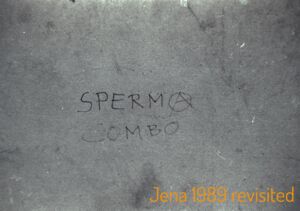 SPERMA
COMBO
Jena 1989 revisited